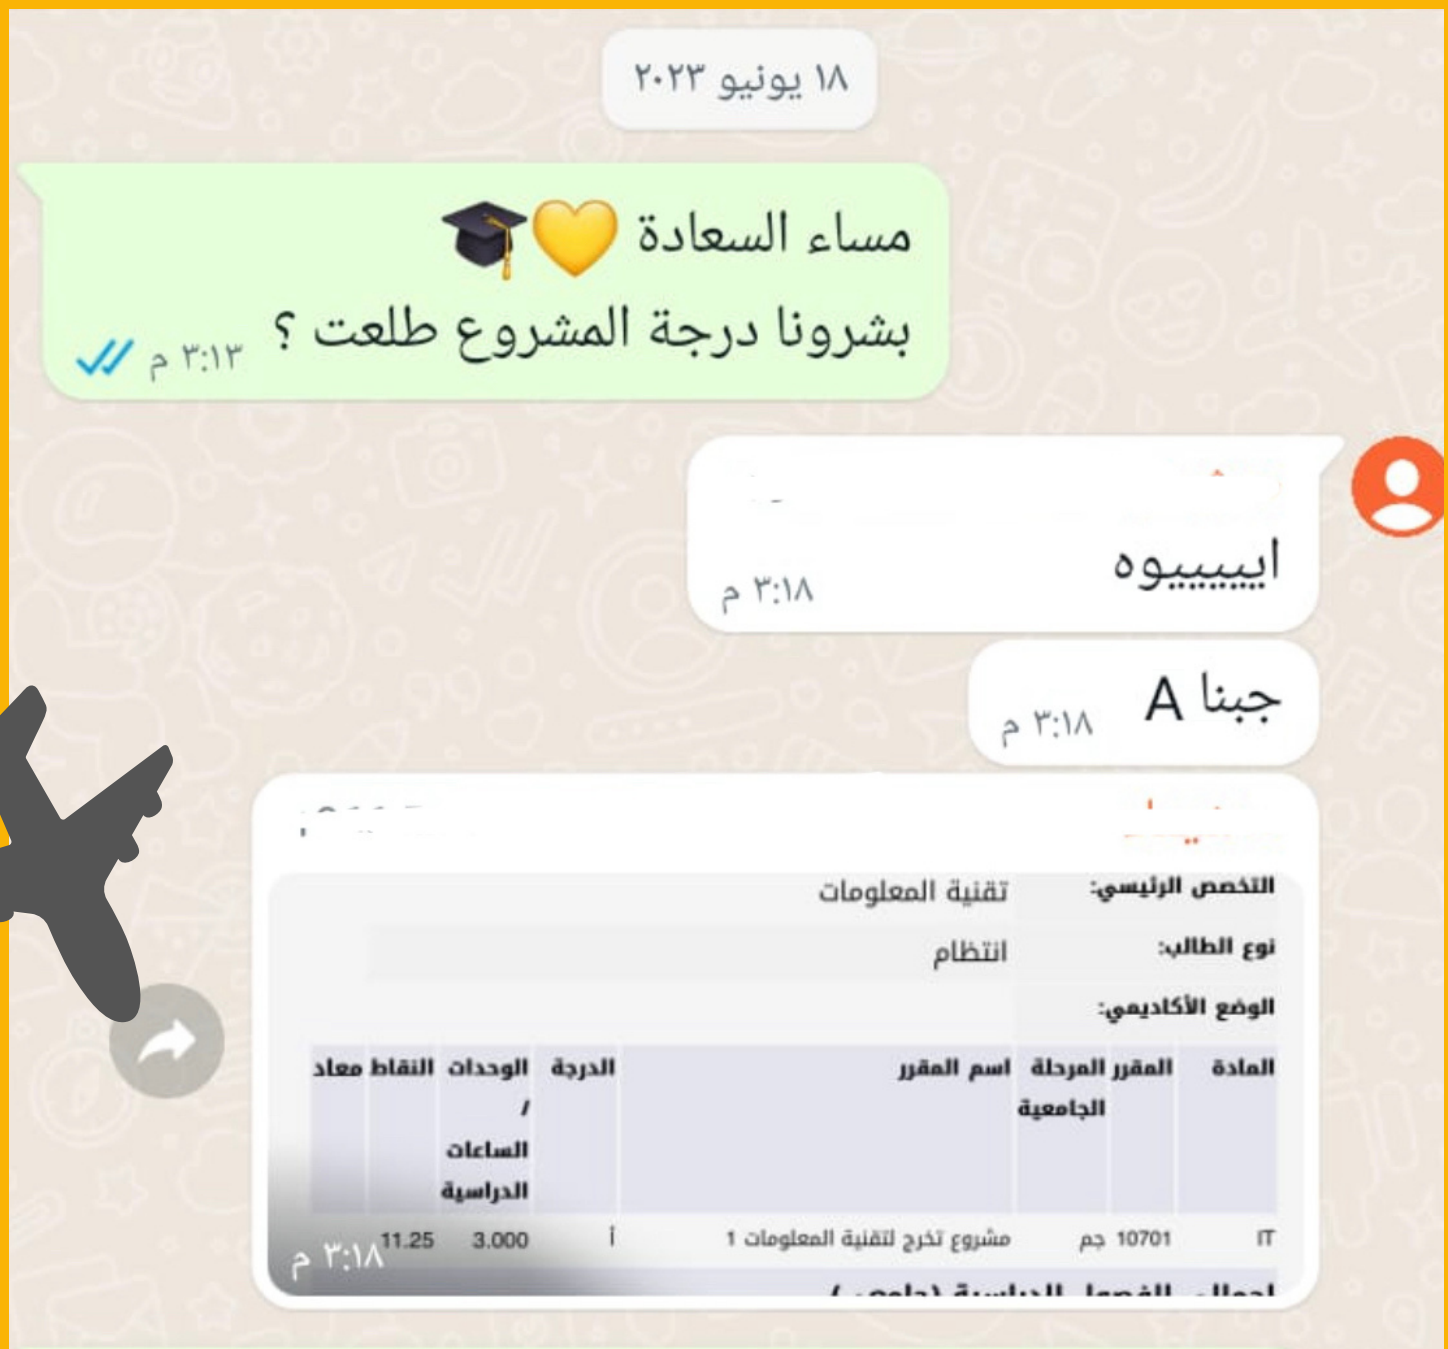 ١٨ يونيو ٢٠٢٣
مساء السعادة 💛🎓
بشرونا درجة المشروع طلعت ؟
٣:١٣ م
اييييييوه
٣:١٨ م
جبنا A
٣:١٨ م
التخصص الرئيسي: تقنية المعلومات
نوع الطالب: انتظام
الوضع الأكاديمي:
المادة المقرر المرحلة اسم المقرر الدرجة الوحدات النقاط معاد
الجامعية /
الساعات
الدراسية
IT 10701 جم مشروع تخرج لتقنية المعلومات 1 أ 3.000 11.25
٣:١٨ م